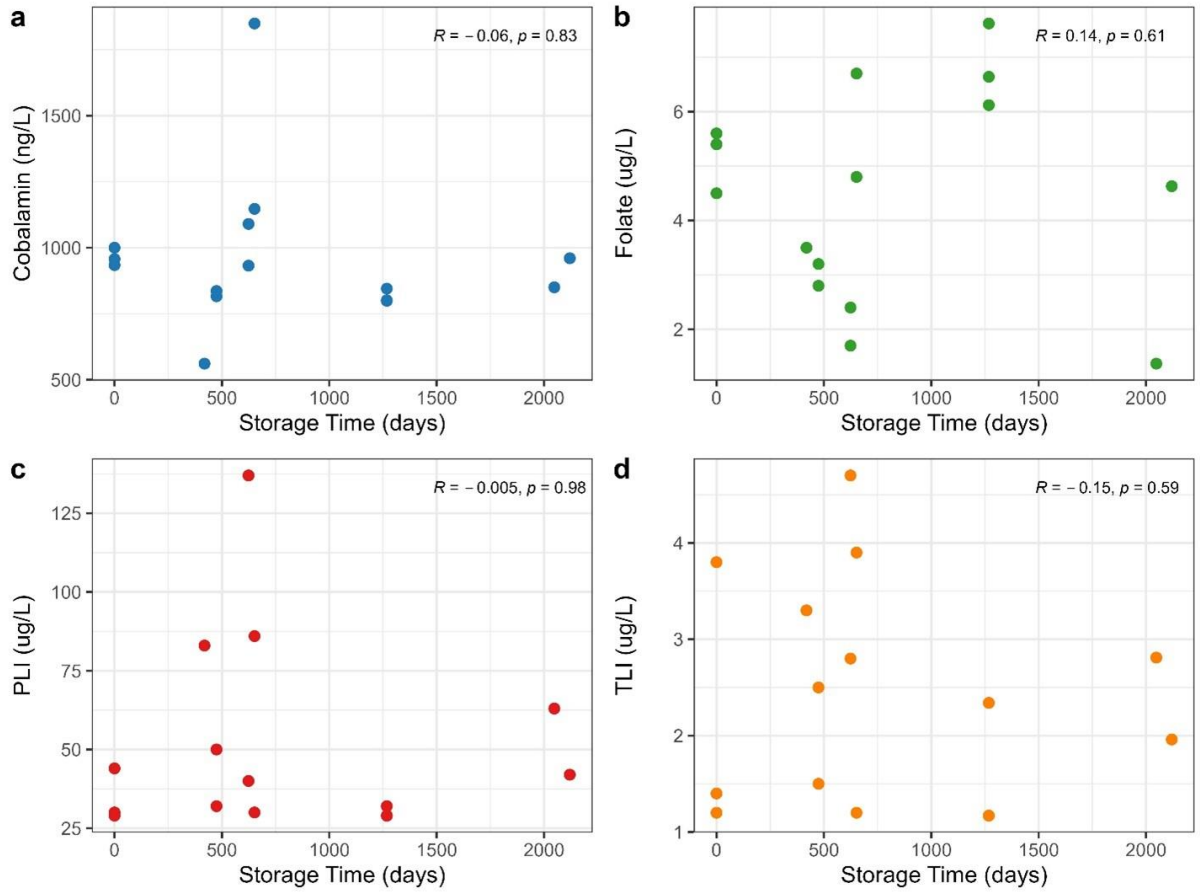 a
R = −0.06, p = 0.83
Cobalamin (ng/L)
1500
1000
500
0 500 1000 1500 2000
Storage Time (days)
b
R = 0.14, p = 0.61
Folate (ug/L)
6
4
2
0 500 1000 1500 2000
Storage Time (days)
c
R = −0.005, p = 0.98
PLI (ug/L)
125
100
75
50
25
0 500 1000 1500 2000
Storage Time (days)
d
R = −0.15, p = 0.59
TLI (ug/L)
4
3
2
1
0 500 1000 1500 2000
Storage Time (days)